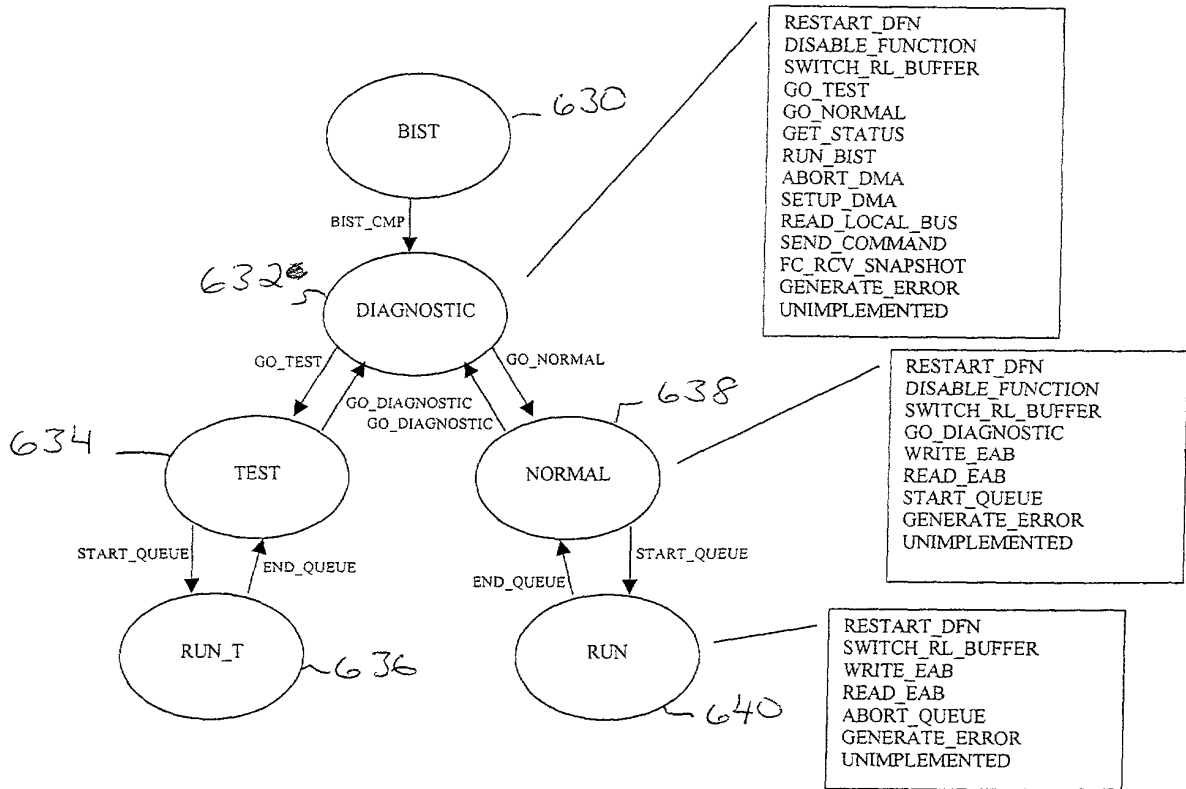 RESTART_DFN
DISABLE_FUNCTION
SWITCH_RL_BUFFER
GO_TEST
GO_NORMAL
GET_STATUS
RUN_BIST
ABORT_DMA
SETUP_DMA
READ_LOCAL_BUS
SEND_COMMAND
FC_RCV_SNAPSHOT
GENERATE_ERROR
UNIMPLEMENTED
BIST
630
BIST_CMP
632
DIAGNOSTIC
GO_TEST
GO_NORMAL
GO_DIAGNOSTIC
GO_DIAGNOSTIC
RESTART_DFN
DISABLE_FUNCTION
SWITCH_RL_BUFFER
GO_DIAGNOSTIC
WRITE_EAB
READ_EAB
START_QUEUE
GENERATE_ERROR
UNIMPLEMENTED
634
TEST
638
NORMAL
START_QUEUE
END_QUEUE
END_QUEUE
START_QUEUE
RUN_T
636
RUN
640
RESTART_DFN
SWITCH_RL_BUFFER
WRITE_EAB
READ_EAB
ABORT_QUEUE
GENERATE_ERROR
UNIMPLEMENTED